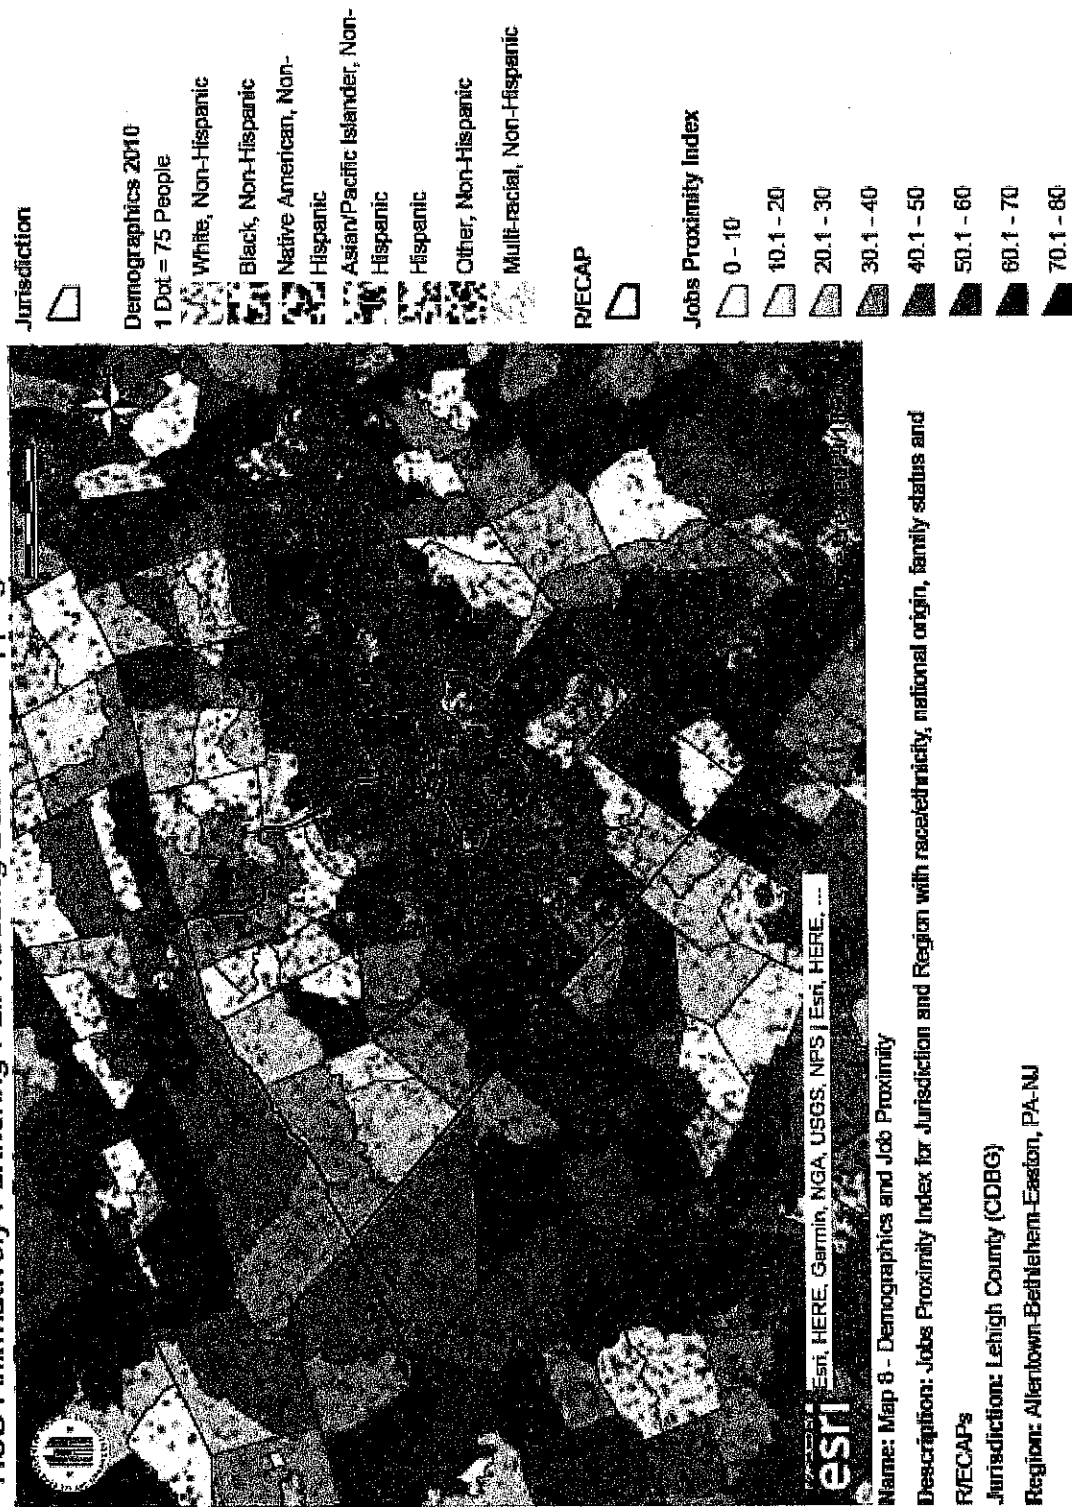 Jurisdiction
Demographics 2010
1 Dot = 75 People
White, Non-Hispanic
Black, Non-Hispanic
Native American, Non-
Hispanic
Asian/Pacific Islander, Non-
Hispanic
Hispanic
Other, Non-Hispanic
Multi-racial, Non-Hispanic
R/ECAP
Jobs Proximity Index
0 - 10
10.1 - 20
20.1 - 30
30.1 - 40
40.1 - 50
50.1 - 60
60.1 - 70
70.1 - 80
esri
Esri, HERE, Garmin, NGA, USGS, NPS | Esri, HERE, ...
Name: Map 8 - Demographics and Job Proximity
Description: Jobs Proximity Index for Jurisdiction and Region with race/ethnicity, national origin, family status and
R/ECAPs
Jurisdiction: Lehigh County (CDBG)
Region: Allentown-Bethlehem-Easton, PA-NJ